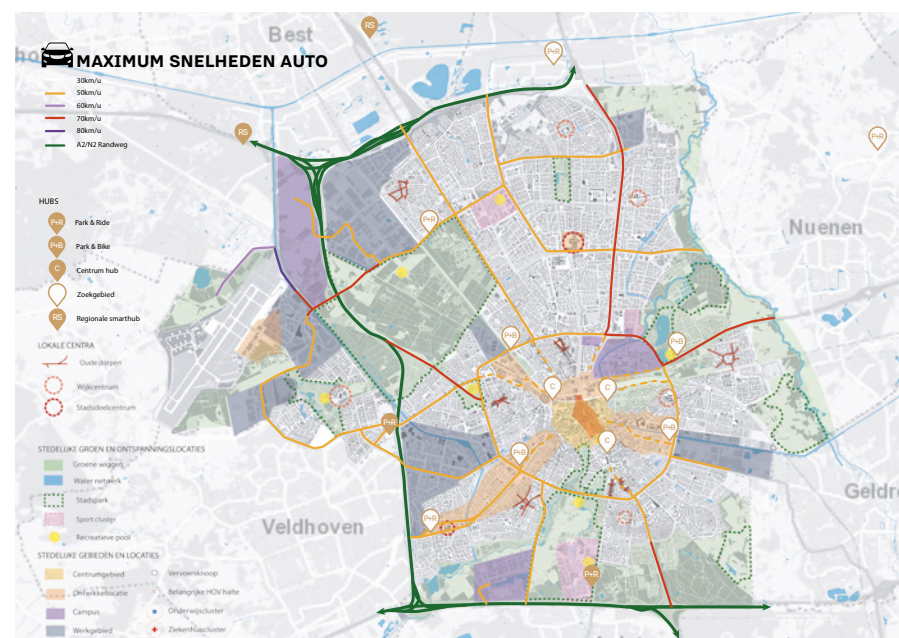 Best
RS
P+R
MAXIMUM SNELHEDEN AUTO
30km/u
50km/u
60km/u
70km/u
80km/u
A2/N2 Randweg
RS
P+R
HUBS
P+R Park & Ride
P+B Park & Bike
C Centrum hub
Zoekgebied
RS Regionale smarthub
P+R
Nuenen
LOKALE CENTRA
Oude dorpen
Wijkcentrum
Stadsdeelcentrum
P+B
P+B
C
C
P+R
P+B
C
P+B
STEDELIJKE GROEN EN ONTSPANNINGSLOCATIES
Groene wiggen
Water netwerk
Stadspark
Sport cluster
Recreatieve pool
Geldro
Veldhoven
P+R
P+R
STEDELIJKE GEBIEDEN EN LOCATIES
Centrumgebied
Ontwikkellocatie
Campus
Werkgebied
Vervoersknoop
Belangrijke HOV halte
Onderwijscluster
Ziekenhuiscluster